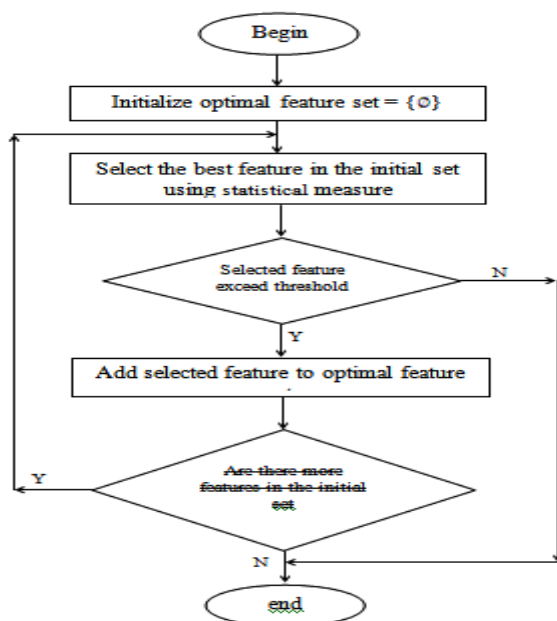 Begin
Initialize optimal feature set = {∅}
Select the best feature in the initial set
using statistical measure
Selected feature
exceed threshold
N
Y
Add selected feature to optimal feature
.
Are there more
features in the initial
set
Y
N
end